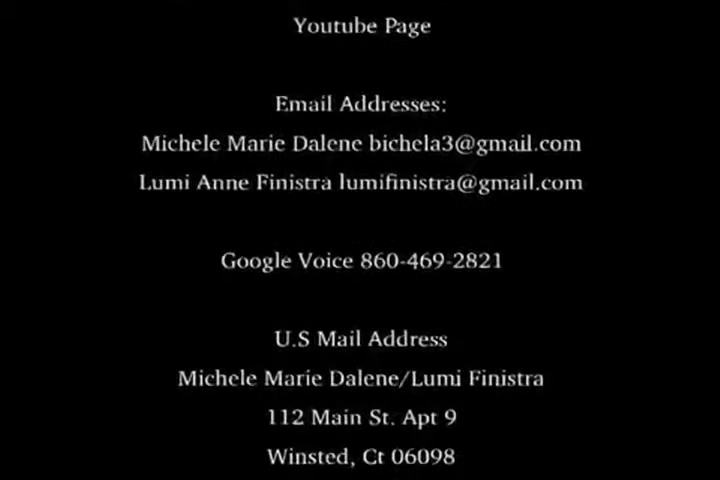 Youtube Page
Email Addresses:
Michele Marie Dalene bichela3@gmail.com
Lumi Anne Finistra lumifinistra@gmail.com
Google Voice 860-469-2821
U.S Mail Address
Michele Marie Dalene/Lumi Finistra
112 Main St. Apt 9
Winsted, Ct 06098